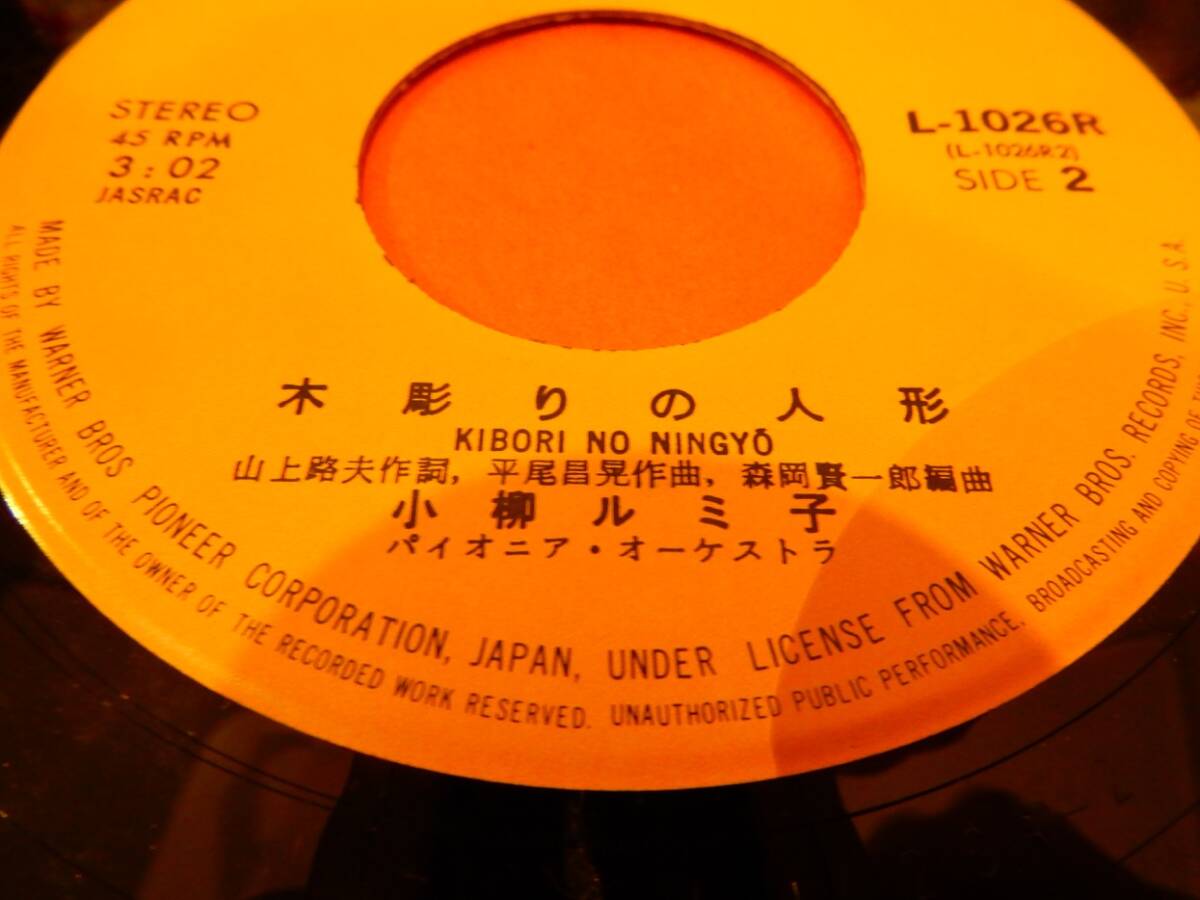 STEREO
45 RPM
3:02
JASRAC
L-1026R
(L-1026R2)
SIDE 2
木彫りの人形
KIBORI NO NINGYŌ
山上路夫作詞, 平尾昌晃作曲, 森岡賢一郎編曲
小柳ルミ子
パイオニア・オーケストラ
MADE BY WARNER BROS PIONEER CORPORATION, JAPAN, UNDER LICENSE FROM WARNER BROS. RECORDS, INC., U.S.A.
ALL RIGHTS OF THE MANUFACTURER AND OF THE OWNER OF THE RECORDED WORK RESERVED. UNAUTHORIZED PUBLIC PERFORMANCE, BROADCASTING AND COPYING OF